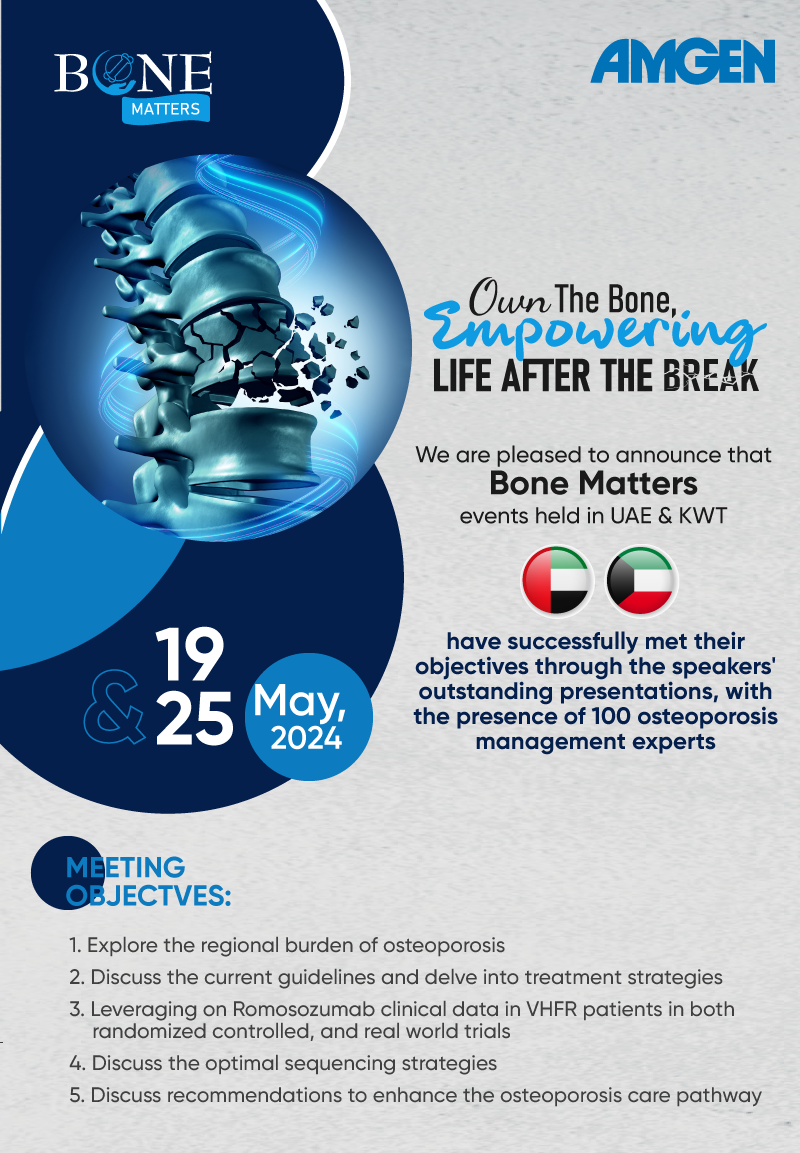 BONE
MATTERS
AMGEN
Own The Bone,
Empowering
LIFE AFTER THE BREAK
We are pleased to announce that
Bone Matters
events held in UAE & KWT
have successfully met their
objectives through the speakers'
outstanding presentations, with
the presence of 100 osteoporosis
management experts
19
& 25
May,
2024
MEETING
OBJECTVES:
1. Explore the regional burden of osteoporosis
2. Discuss the current guidelines and delve into treatment strategies
3. Leveraging on Romosozumab clinical data in VHFR patients in both
randomized controlled, and real world trials
4. Discuss the optimal sequencing strategies
5. Discuss recommendations to enhance the osteoporosis care pathway